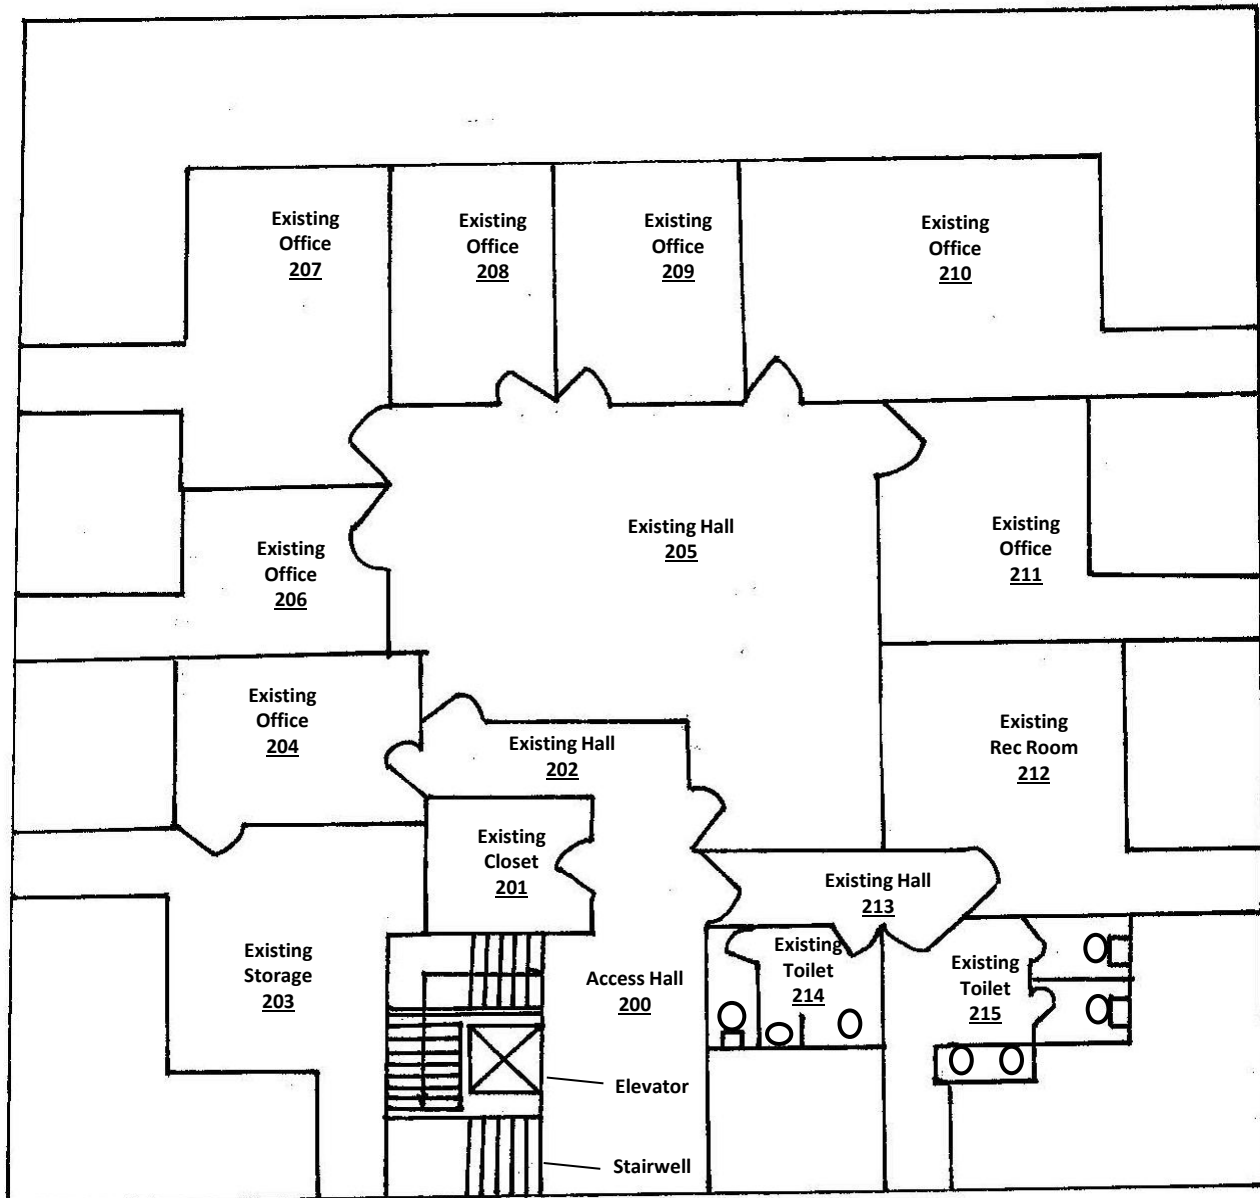 Existing
Office
207
Existing
Office
208
Existing
Office
209
Existing
Office
210
Existing Hall
205
Existing
Office
211
Existing
Office
206
Existing
Office
204
Existing Hall
202
Existing
Rec Room
212
Existing
Closet
201
Existing Hall
213
Existing
Storage
203
Access Hall
200
Existing
Toilet
214
Existing
Toilet
215
Elevator
Stairwell